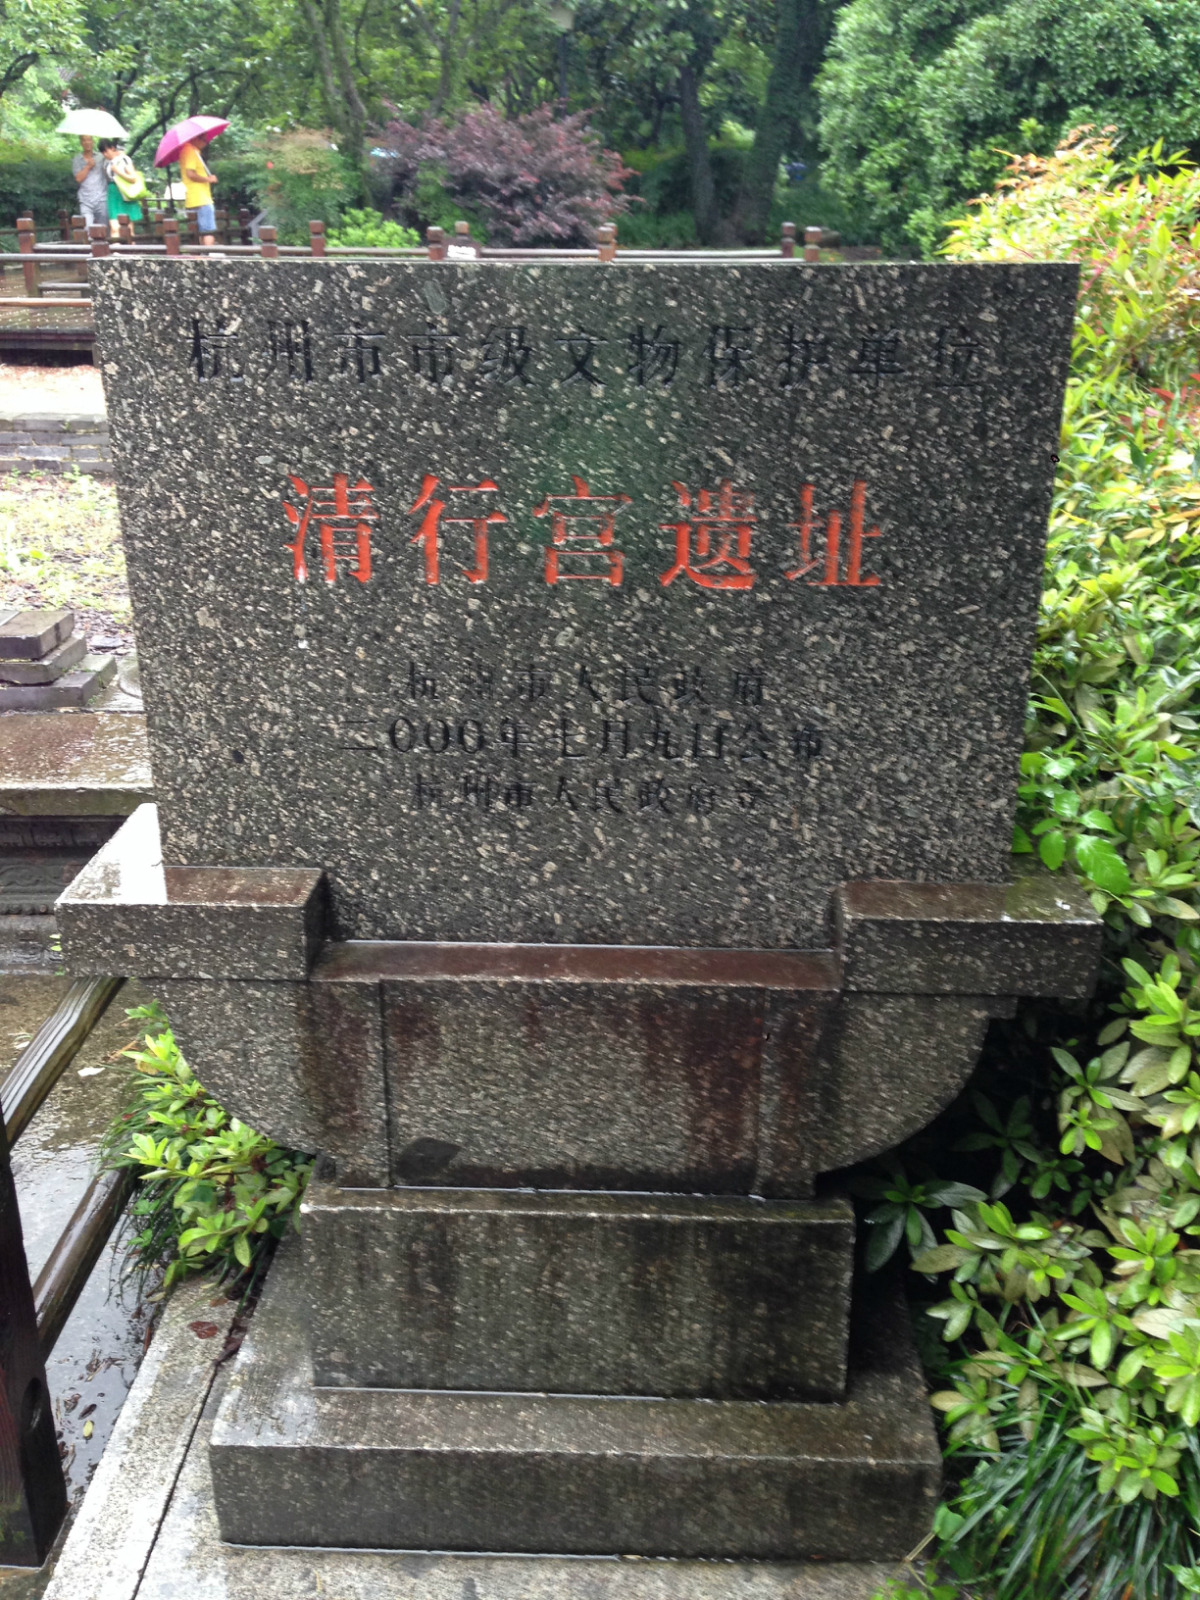 杭州市市级文物保护单位
清行宫遗址
杭州市人民政府
二000年七月九日公布
杭州市人民政府立